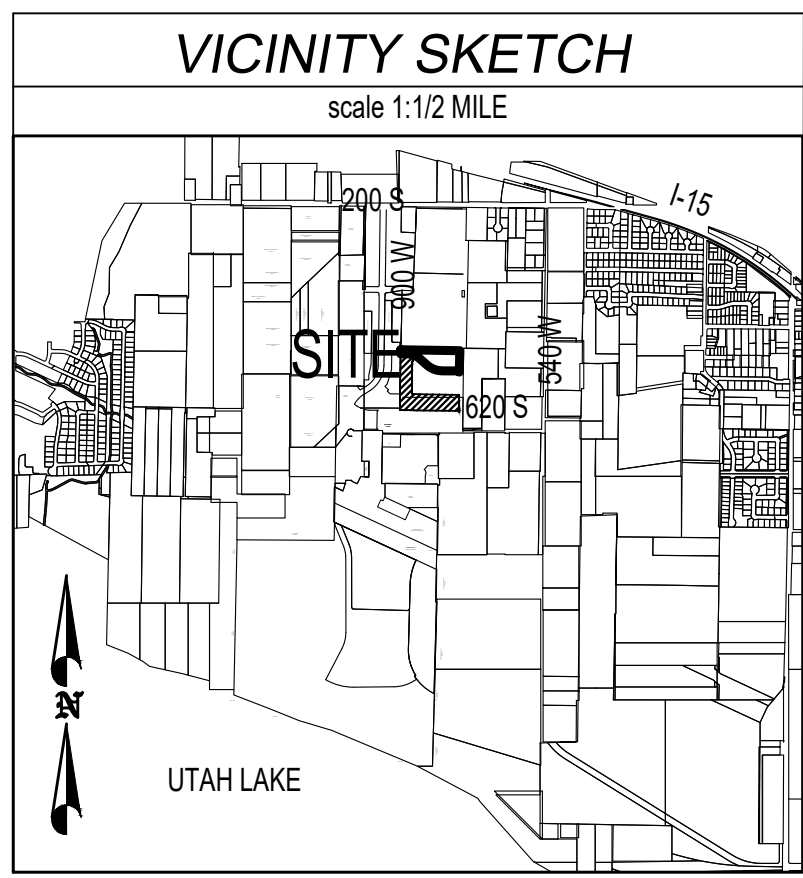 VICINITY SKETCH
scale 1:1/2 MILE
200 S
I-15
900 W
540 W
SITE
620 S
N
UTAH LAKE